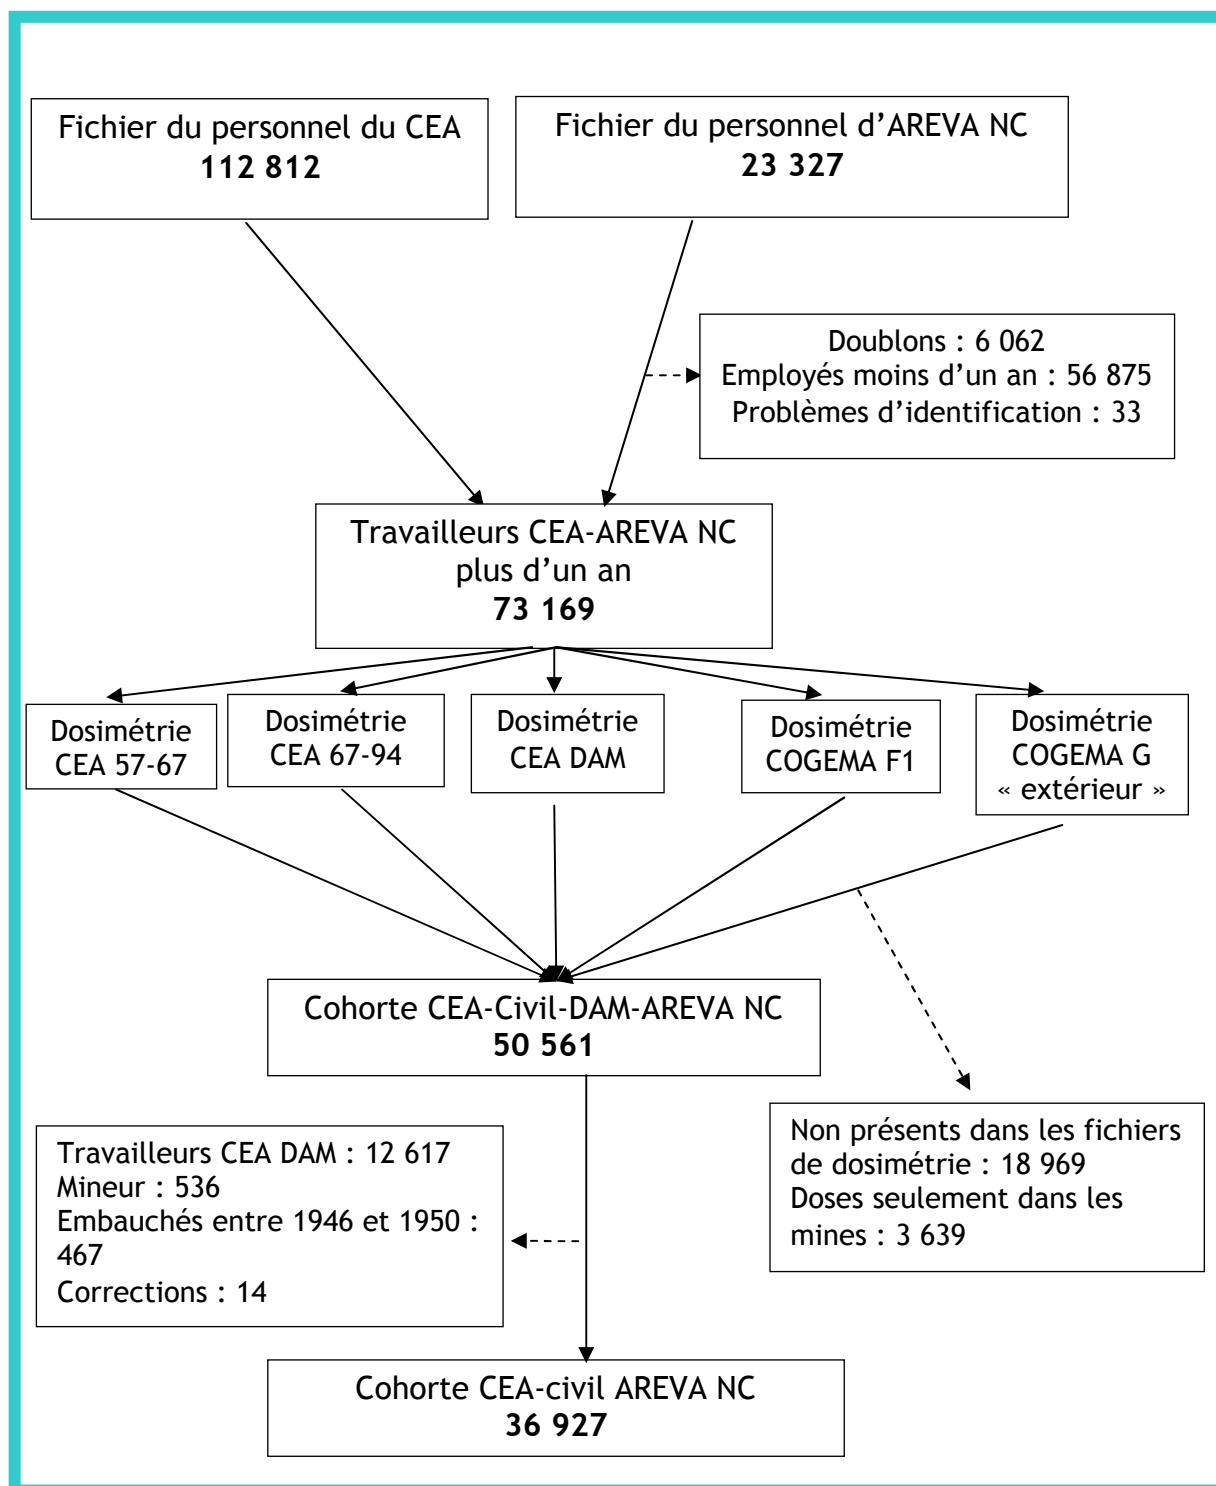 Fichier du personnel du CEA
112 812
Fichier du personnel d’AREVA NC
23 327
Doublons : 6 062
Employés moins d’un an : 56 875
Problèmes d’identification : 33
Travailleurs CEA-AREVA NC
plus d’un an
73 169
Dosimétrie
CEA 57-67
Dosimétrie
CEA 67-94
Dosimétrie
CEA DAM
Dosimétrie
COGEMA F1
Dosimétrie
COGEMA G
« extérieur »
Cohorte CEA-Civil-DAM-AREVA NC
50 561
Travailleurs CEA DAM : 12 617
Mineur : 536
Embauchés entre 1946 et 1950 :
467
Corrections : 14
Non présents dans les fichiers
de dosimétrie : 18 969
Doses seulement dans les
mines : 3 639
Cohorte CEA-civil AREVA NC
36 927